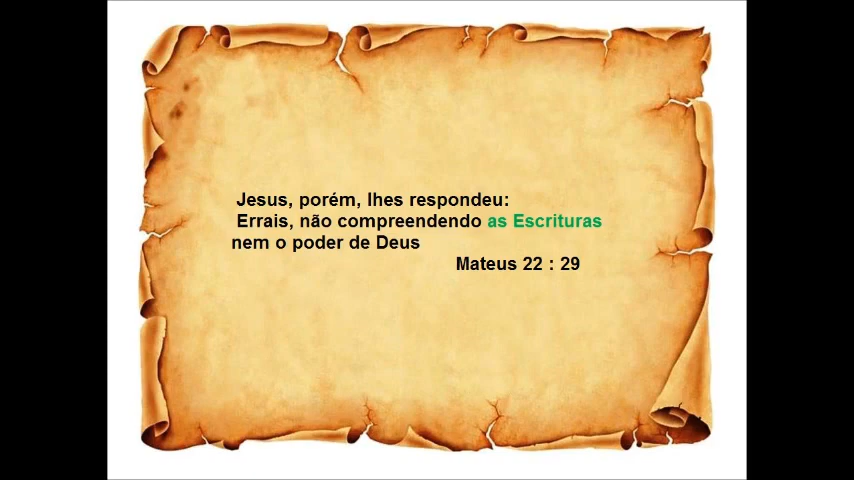 Jesus, porém, lhes respondeu:
Errais, não compreendendo as Escrituras
nem o poder de Deus
Mateus 22 : 29